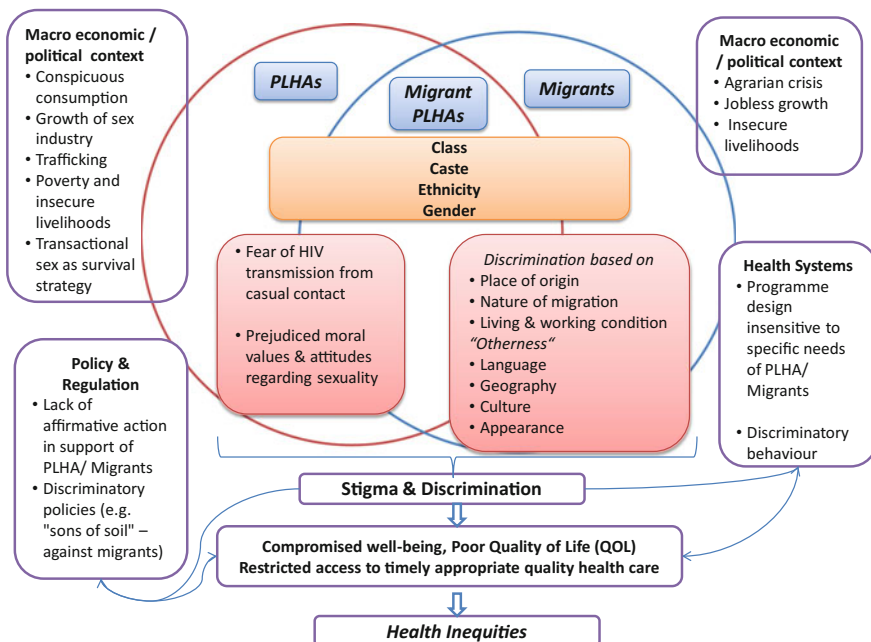 Macro economic /
political context
• Conspicuous
consumption
• Growth of sex
industry
• Trafficking
• Poverty and
insecure
livelihoods
• Transactional
sex as survival
strategy
PLHAs
Migrant
PLHAs
Migrants
Macro economic
/ political context
• Agrarian crisis
• Jobless growth
• Insecure
livelihoods
Class
Caste
Ethnicity
Gender
• Fear of HIV
transmission from
casual contact
• Prejudiced moral
values & attitudes
regarding sexuality
Discrimination based on
• Place of origin
• Nature of migration
• Living & working condition
“Otherness“
• Language
• Geography
• Culture
• Appearance
Policy &
Regulation
• Lack of
affirmative action
in support of
PLHA/ Migrants
• Discriminatory
policies (e.g.
"sons of soil" –
against migrants)
Health Systems
• Programme
design
insensitive to
specific needs
of PLHA/
Migrants
• Discriminatory
behaviour
Stigma & Discrimination
Compromised well-being, Poor Quality of Life (QOL)
Restricted access to timely appropriate quality health care
Health Inequities